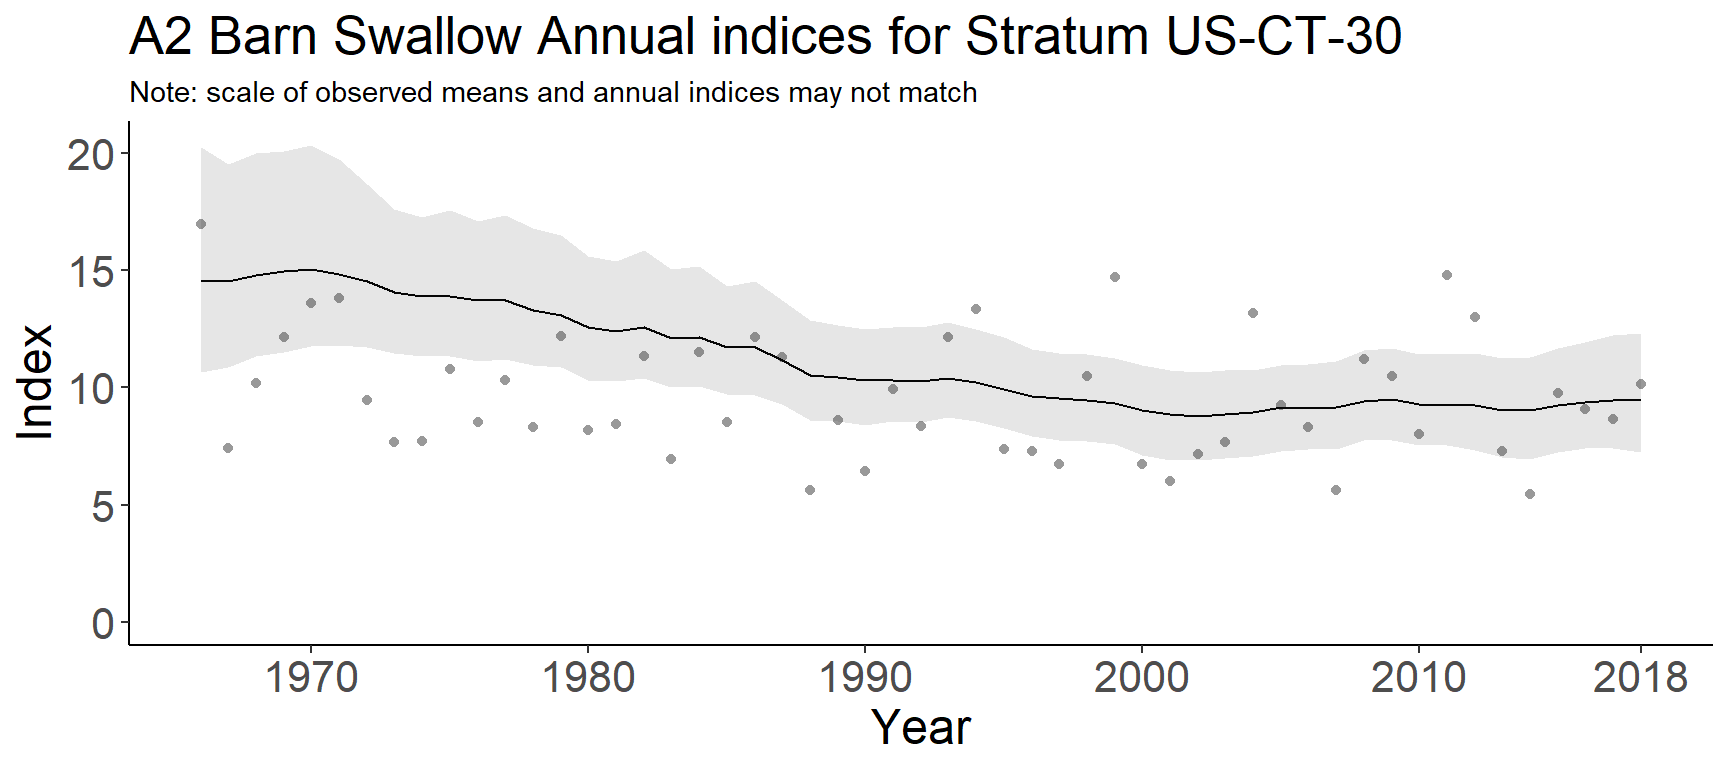 A2 Barn Swallow Annual indices for Stratum US-CT-30
Note: scale of observed means and annual indices may not match
20
15
10
5
0
Index
1970 1980 1990 2000 2010 2018
Year